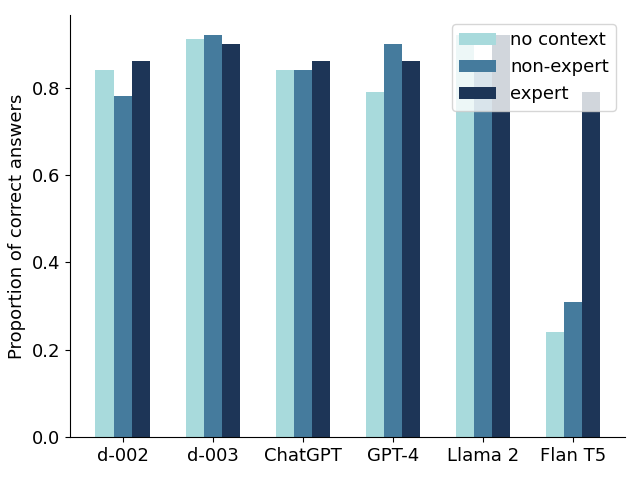 no context
non-expert
expert
Proportion of correct answers
0.8
0.6
0.4
0.2
0.0
d-002 d-003 ChatGPT GPT-4 Llama 2 Flan T5